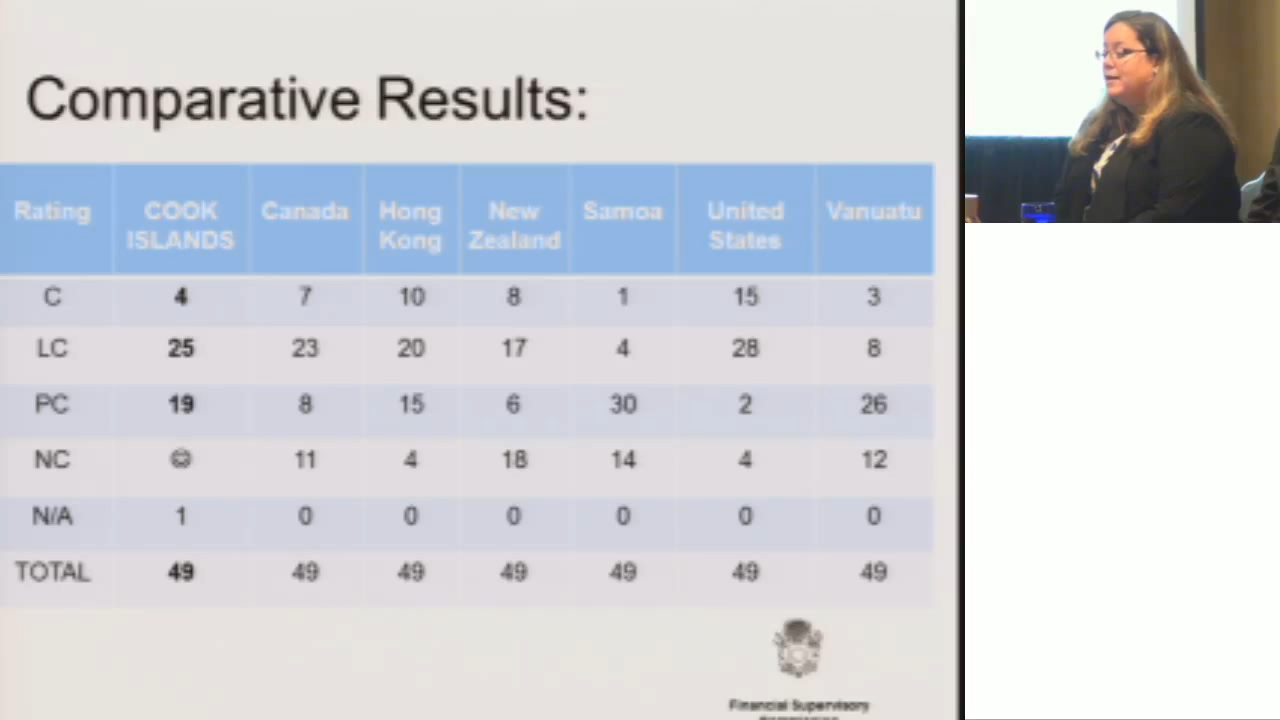 Comparative Results:
Rating COOK ISLANDS Canada Hong Kong New Zealand Samoa United States Vanuatu
C 4 7 10 8 1 15 3
LC 25 23 20 17 4 28 8
PC 19 8 15 6 30 2 26
NC ☺ 11 4 18 14 4 12
N/A 1 0 0 0 0 0 0
TOTAL 49 49 49 49 49 49 49
Financial Supervisory